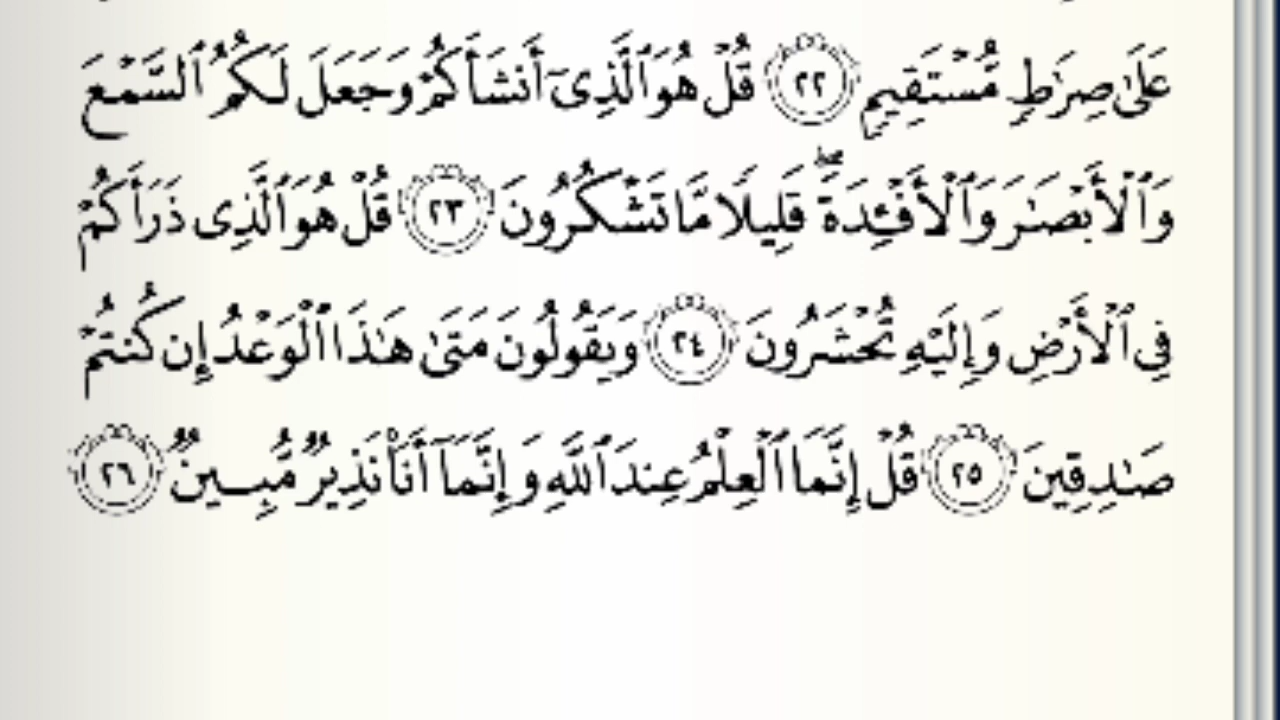 عَلَىٰ صِرَٰطٍ مُّسْتَقِيمٍ ﴿٢٢﴾ قُلْ هُوَ ٱلَّذِىٓ أَنشَأَكُمْ وَجَعَلَ لَكُمُ ٱلسَّمْعَ
وَٱلْأَبْصَٰرَ وَٱلْأَفْـِٔدَةَ ۖ قَلِيلًا مَّا تَشْكُرُونَ ﴿٢٣﴾ قُلْ هُوَ ٱلَّذِى ذَرَأَكُمْ
فِى ٱلْأَرْضِ وَإِلَيْهِ تُحْشَرُونَ ﴿٢٤﴾ وَيَقُولُونَ مَتَىٰ هَٰذَا ٱلْوَعْدُ إِن كُنتُمْ
صَٰدِقِينَ ﴿٢٥﴾ قُلْ إِنَّمَا ٱلْعِلْمُ عِندَ ٱللَّهِ وَإِنَّمَآ أَنَا۠ نَذِيرٌ مُّبِينٌ ﴿٢٦﴾